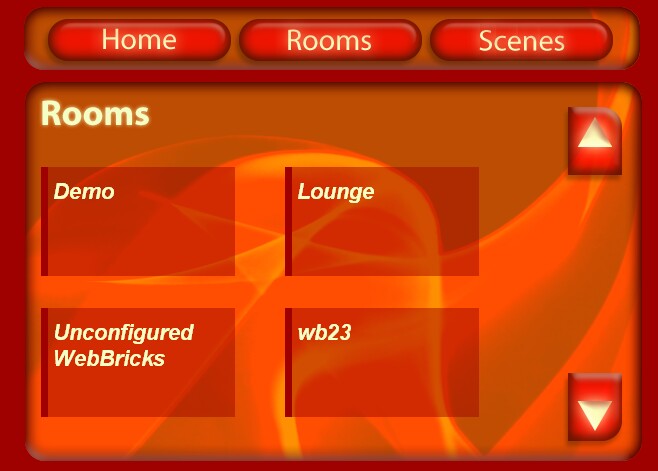 Home
Rooms
Scenes
Rooms
Demo
Lounge
Unconfigured
WebBricks
wb23